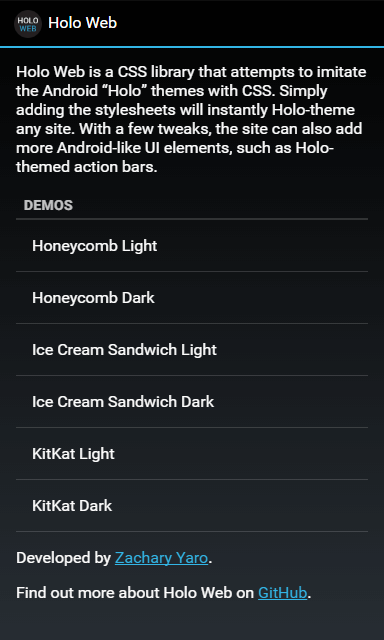 HOLO
WEB
Holo Web
Holo Web is a CSS library that attempts to imitate
the Android “Holo” themes with CSS. Simply
adding the stylesheets will instantly Holo-theme
any site. With a few tweaks, the site can also add
more Android-like UI elements, such as Holo-
themed action bars.
DEMOS
Honeycomb Light
Honeycomb Dark
Ice Cream Sandwich Light
Ice Cream Sandwich Dark
KitKat Light
KitKat Dark
Developed by Zachary Yaro.
Find out more about Holo Web on GitHub.